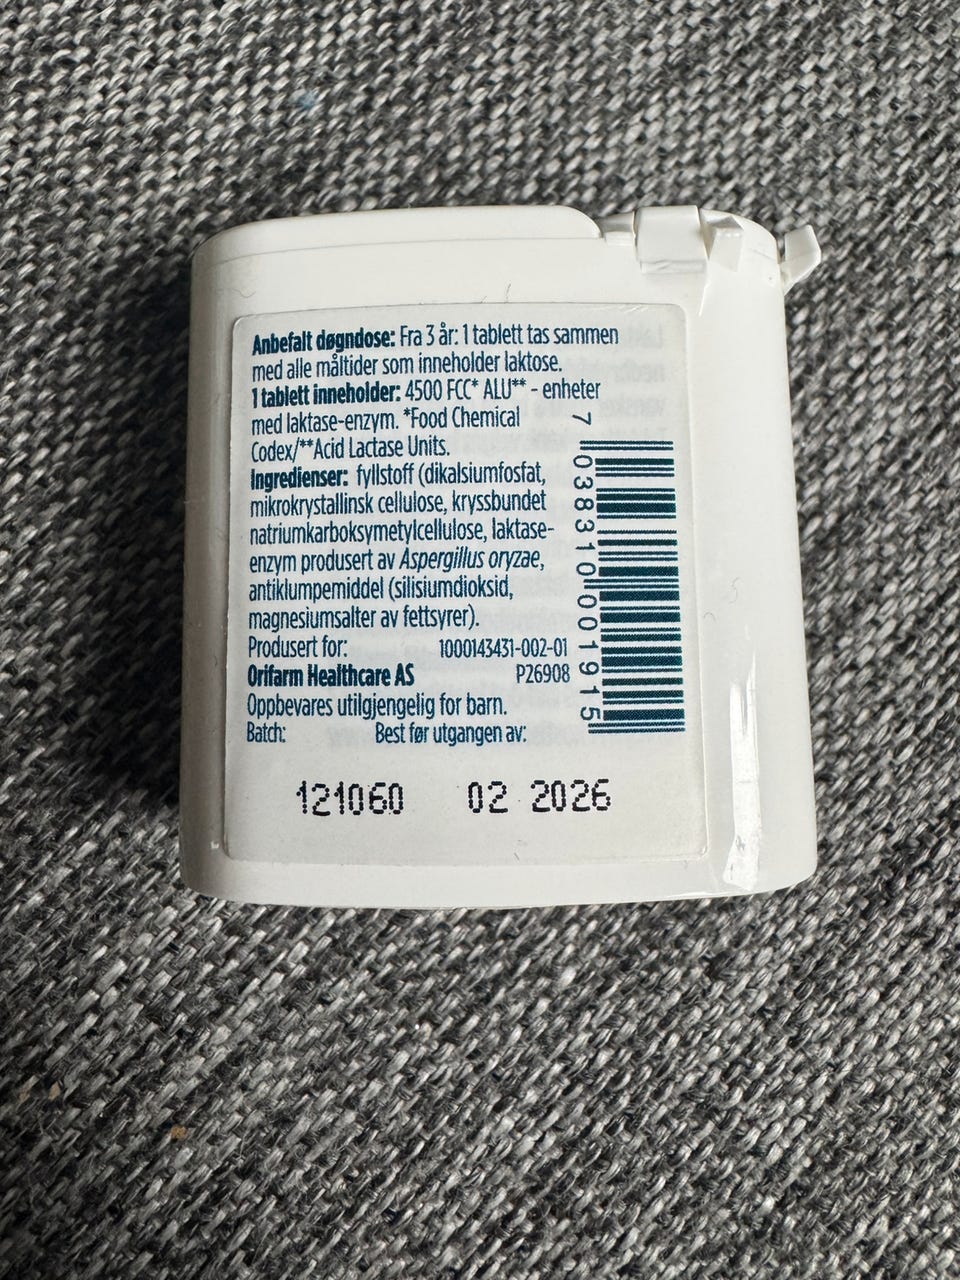 Anbefalt døgndose: Fra 3 år: 1 tablett tas sammen
med alle måltider som inneholder laktose.
1 tablett inneholder: 4500 FCC* ALU** - enheter
med laktase-enzym. *Food Chemical
Codex/**Acid Lactase Units.
Ingredienser: fyllstoff (dikalsiumfosfat,
mikrokrystallinsk cellulose, kryssbundet
natriumkarboksymetylcellulose, laktase-
enzym produsert av Aspergillus oryzae,
antiklumpemiddel (silisiumdioksid,
magnesiumsalter av fettsyrer).
Produsert for: 1000143431-002-01
Orifarm Healthcare AS P26908
Oppbevares utilgjengelig for barn.
Batch: Best før utgangen av:
121060 02 2026
7 038310 001915